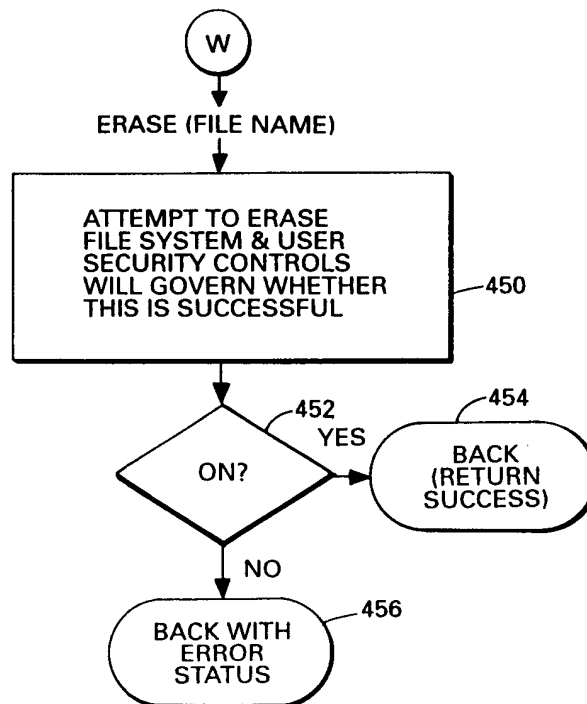 W
ERASE (FILE NAME)
ATTEMPT TO ERASE
FILE SYSTEM & USER
SECURITY CONTROLS
WILL GOVERN WHETHER
THIS IS SUCCESSFUL
450
452
ON?
YES
454
BACK
(RETURN
SUCCESS)
NO
456
BACK WITH
ERROR
STATUS